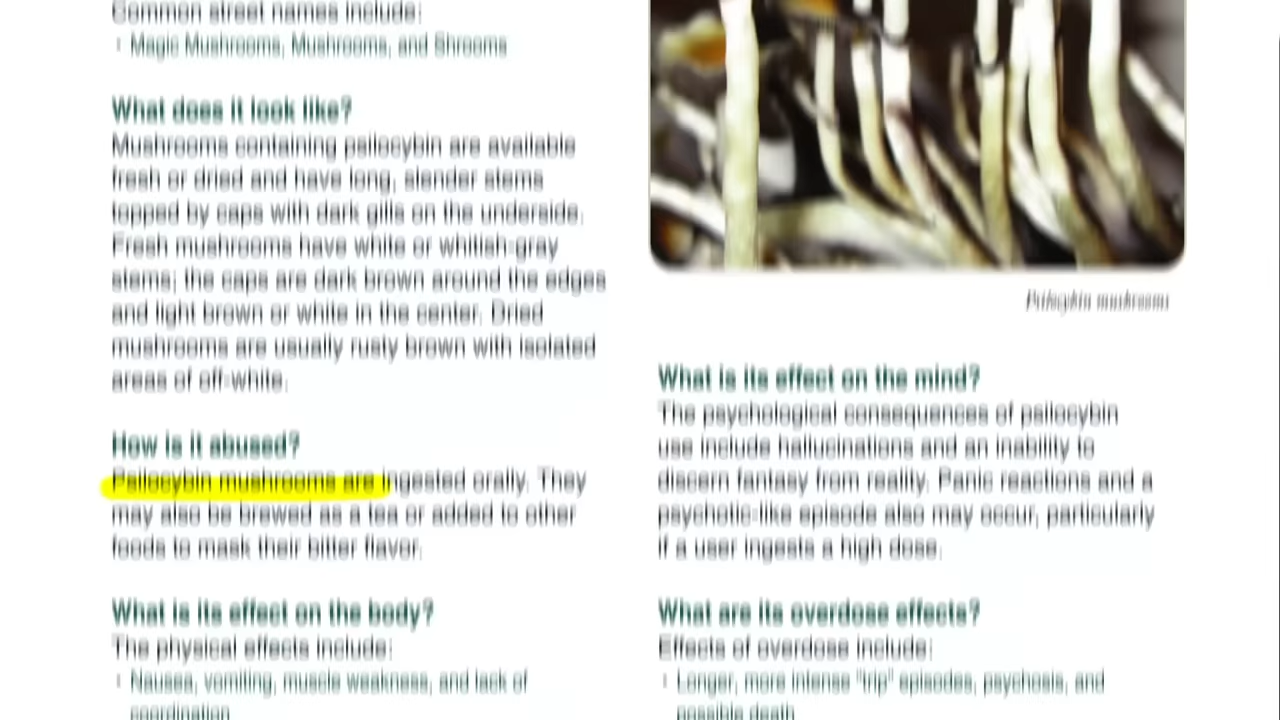 Common street names include:
Magic Mushrooms, Mushrooms, and Shrooms
What does it look like?
Mushrooms containing psilocybin are available
fresh or dried and have long, slender stems
topped by caps with dark gills on the underside.
Fresh mushrooms have white or whitish-gray
stems; the caps are dark brown around the edges
and light brown or white in the center. Dried
mushrooms are usually rusty brown with isolated
areas of off-white.
How is it abused?
Psilocybin mushrooms are ingested orally. They
may also be brewed as a tea or added to other
foods to mask their bitter flavor.
What is its effect on the body?
The physical effects include:
Nausea, vomiting, muscle weakness, and lack of
coordination
Psilocybin mushroom
What is its effect on the mind?
The psychological consequences of psilocybin
use include hallucinations and an inability to
discern fantasy from reality. Panic reactions and a
psychotic-like episode also may occur, particularly
if a user ingests a high dose.
What are its overdose effects?
Effects of overdose include:
Longer, more intense "trip" episodes, psychosis, and
possible death